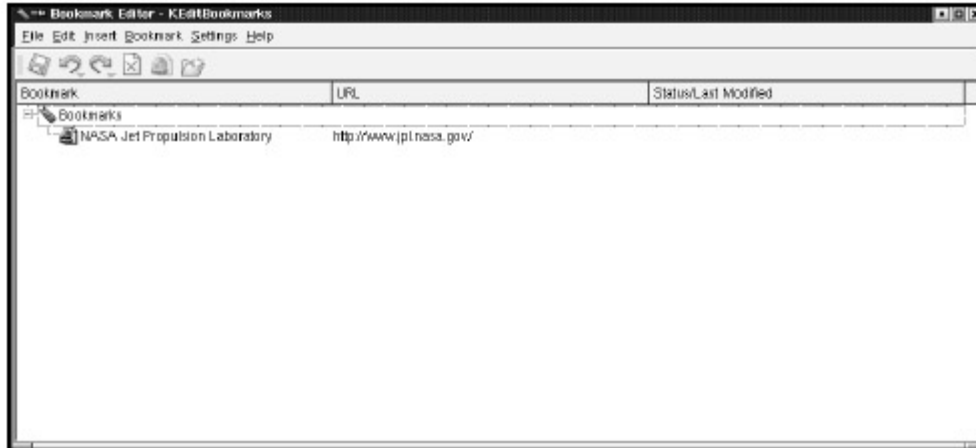 Bookmark Editor - KEditBookmarks
File Edit Insert Bookmark Settings Help
Bookmark URL Status/Last Modified
Bookmarks
NASA Jet Propulsion Laboratory http://www.jpl.nasa.gov/